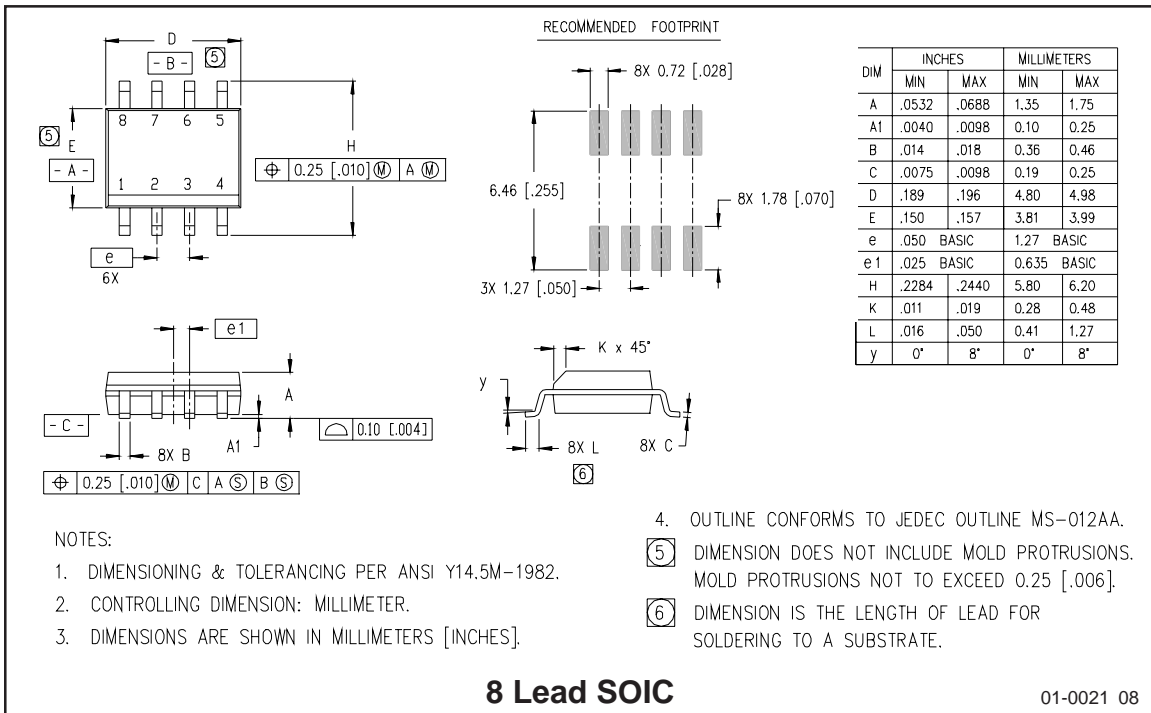 RECOMMENDED FOOTPRINT
D
- B -
5
8 7 6 5
5
E
- A -
H
⌖ 0.25 [.010] Ⓜ A Ⓜ
1 2 3 4
e
6X
8X 0.72 [.028]
6.46 [.255]
8X 1.78 [.070]
3X 1.27 [.050]
DIM INCHES MILLIMETERS
MIN MAX MIN MAX
A .0532 .0688 1.35 1.75
A1 .0040 .0098 0.10 0.25
B .014 .018 0.36 0.46
C .0075 .0098 0.19 0.25
D .189 .196 4.80 4.98
E .150 .157 3.81 3.99
e .050 BASIC 1.27 BASIC
e1 .025 BASIC 0.635 BASIC
H .2284 .2440 5.80 6.20
K .011 .019 0.28 0.48
L .016 .050 0.41 1.27
y 0° 8° 0° 8°
e1
A
- C -
A1
8X B
⌓ 0.10 [.004]
⌖ 0.25 [.010] Ⓜ C A Ⓢ B Ⓢ
K x 45°
y
8X L
6
8X C
NOTES:
1. DIMENSIONING & TOLERANCING PER ANSI Y14.5M-1982.
2. CONTROLLING DIMENSION: MILLIMETER.
3. DIMENSIONS ARE SHOWN IN MILLIMETERS [INCHES].
4. OUTLINE CONFORMS TO JEDEC OUTLINE MS-012AA.
5 DIMENSION DOES NOT INCLUDE MOLD PROTRUSIONS.
MOLD PROTRUSIONS NOT TO EXCEED 0.25 [.006].
6 DIMENSION IS THE LENGTH OF LEAD FOR
SOLDERING TO A SUBSTRATE.
8 Lead SOIC
01-0021 08